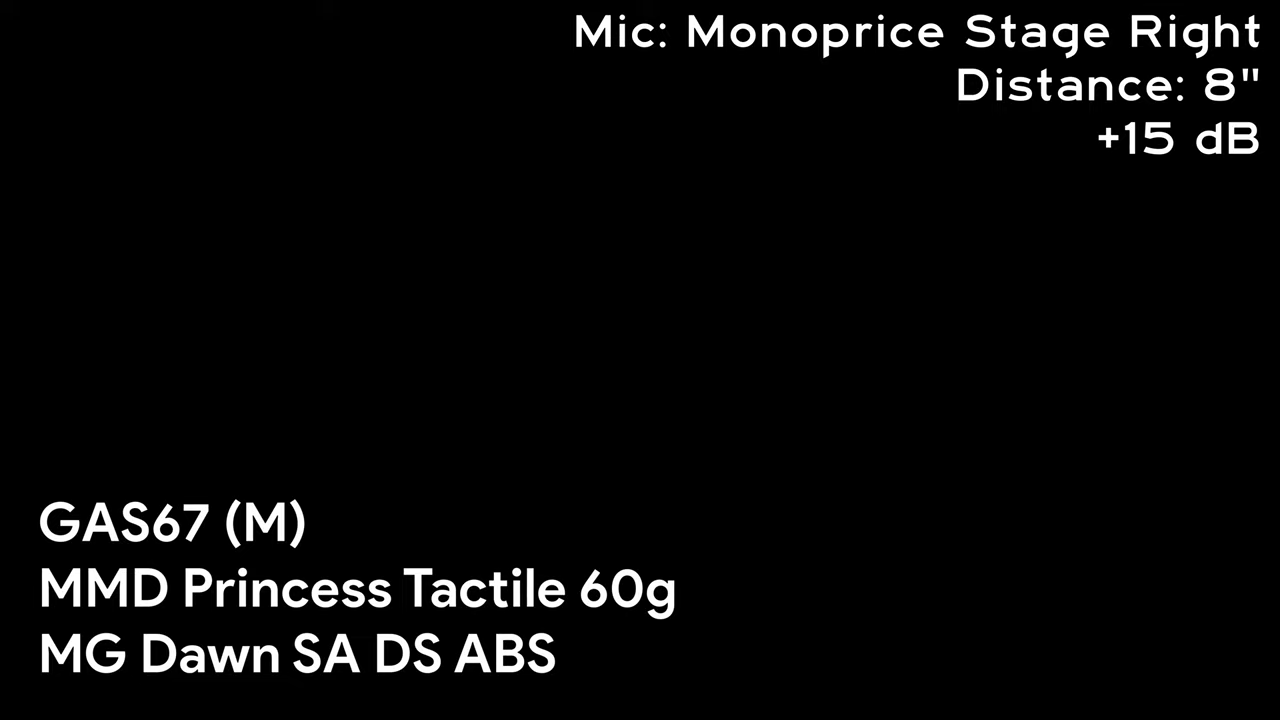 Mic: Monoprice Stage Right
Distance: 8"
+15 dB
GAS67 (M)
MMD Princess Tactile 60g
MG Dawn SA DS ABS